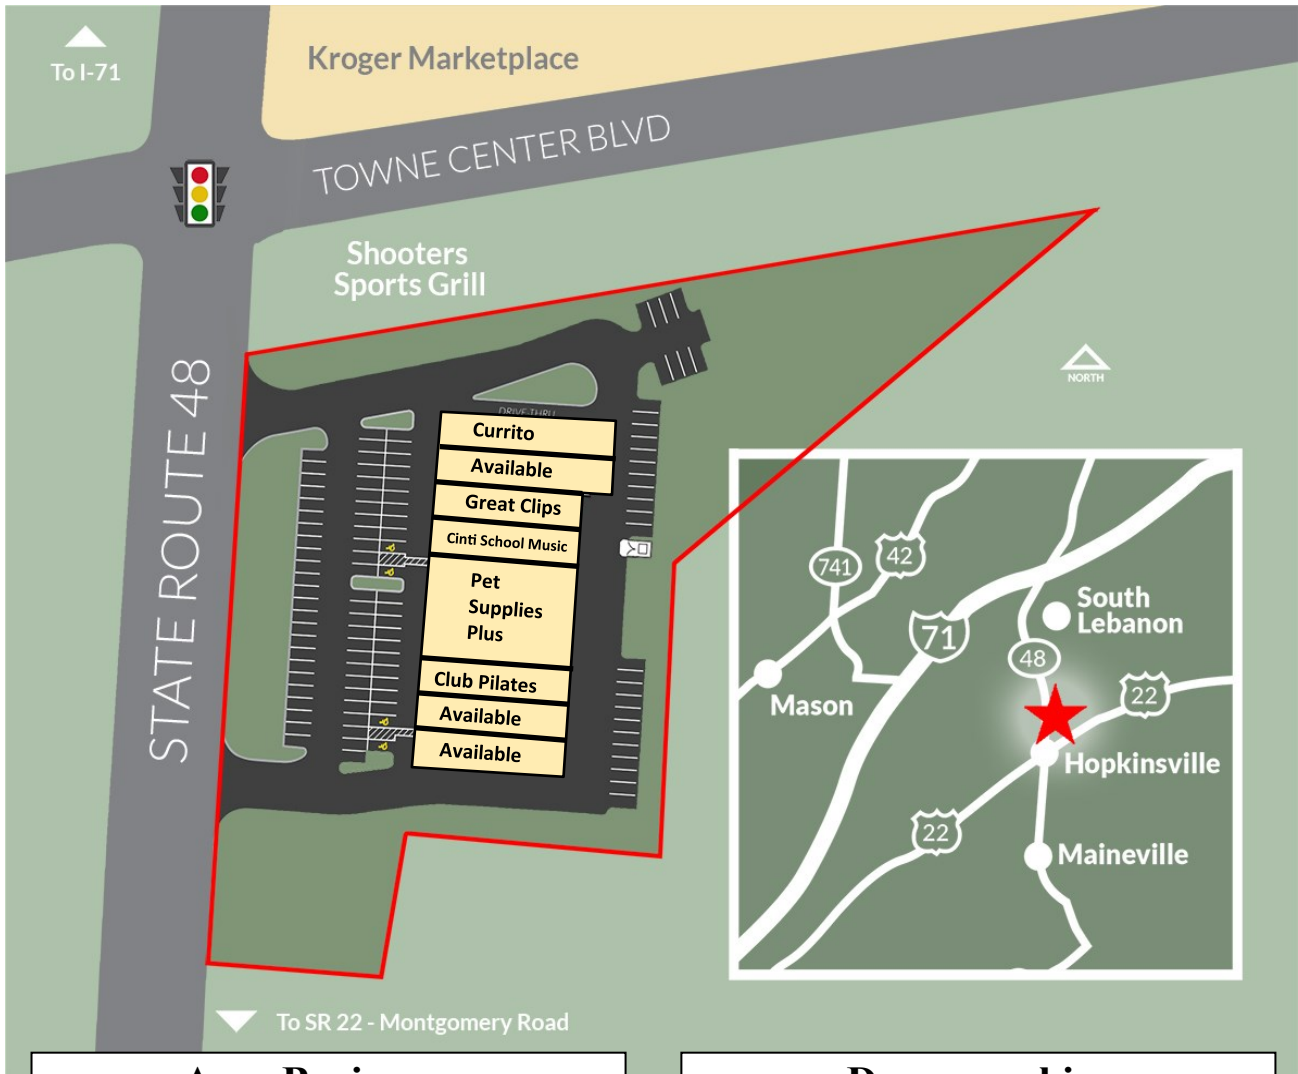 To I-71
Kroger Marketplace
TOWNE CENTER BLVD
Shooters
Sports Grill
STATE ROUTE 48
NORTH
DRIVE-THRU
Currito
Available
Great Clips
Cinti School Music
Pet
Supplies
Plus
Club Pilates
Available
Available
741
42
71
South
Lebanon
48
Mason
22
Hopkinsville
22
Maineville
To SR 22 - Montgomery Road